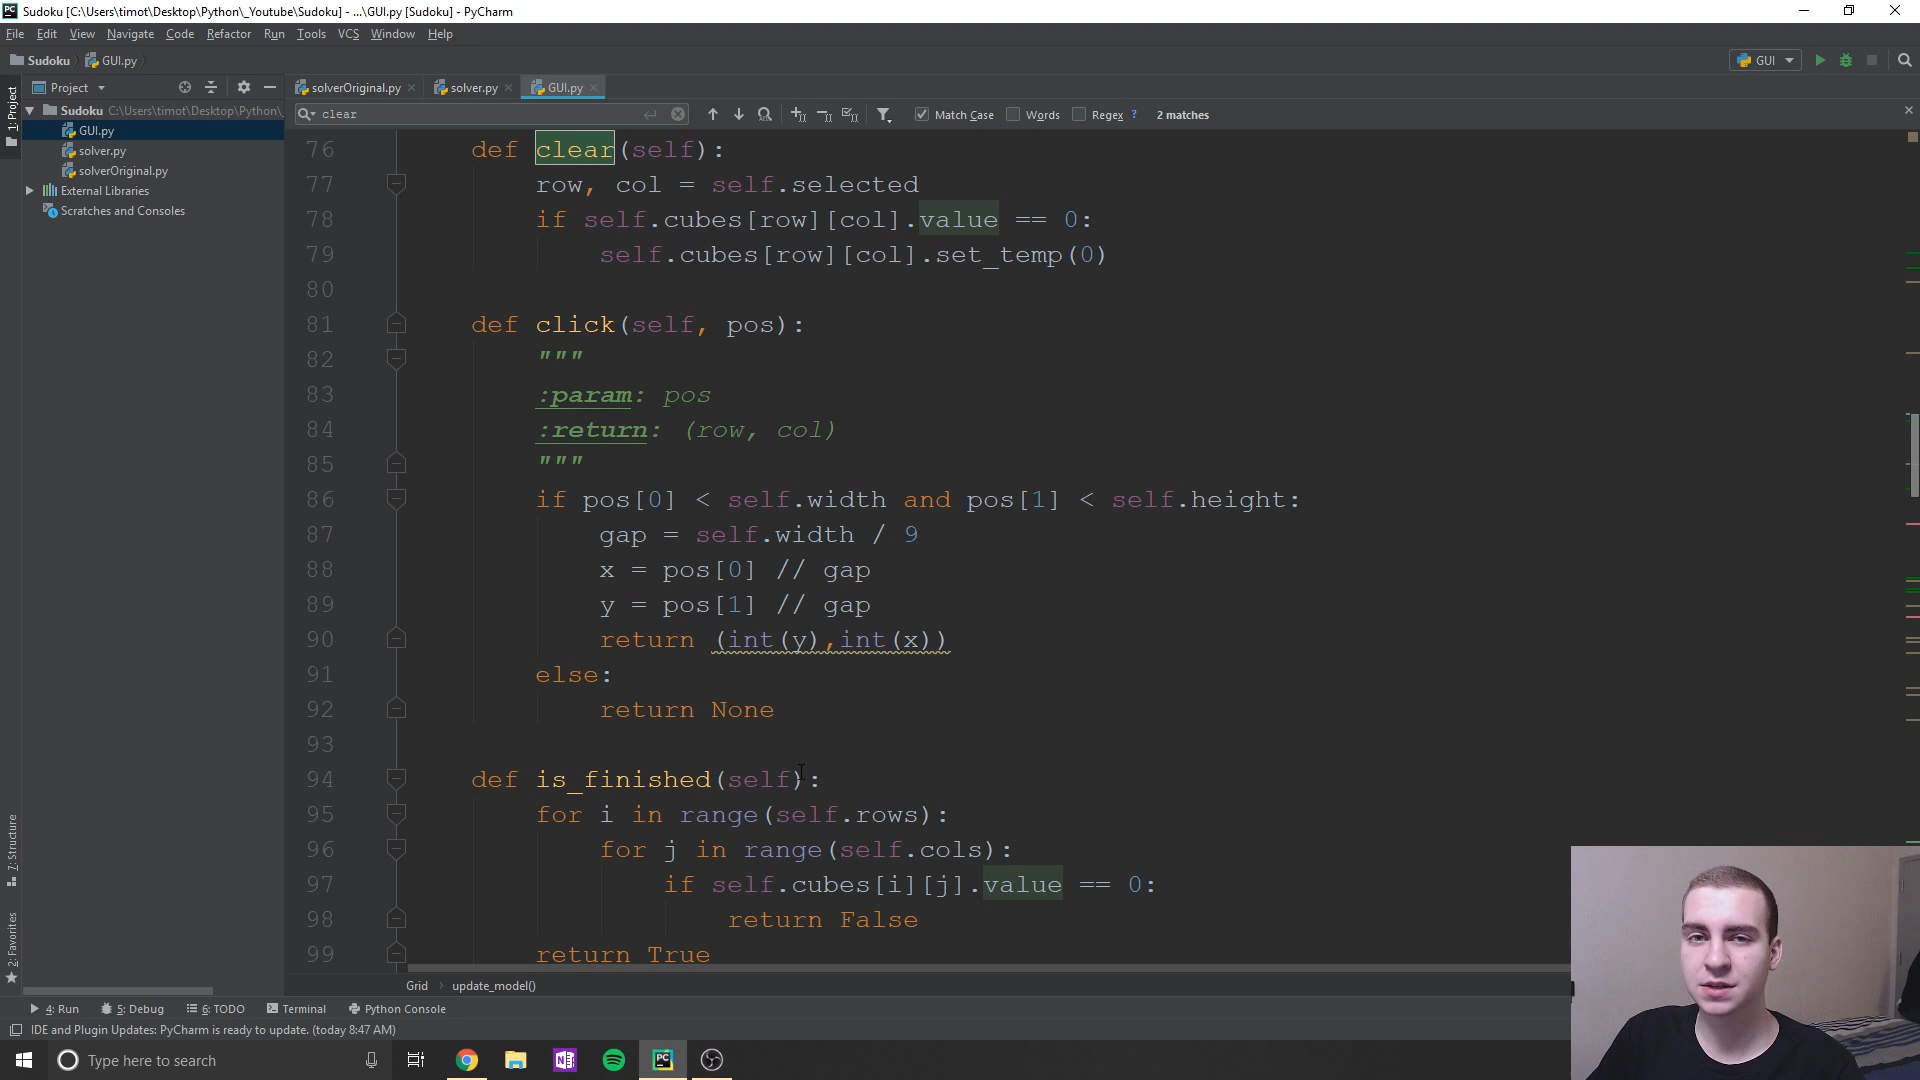 Sudoku [C:\Users\timot\Desktop\Python\_Youtube\Sudoku] - ...\GUI.py [Sudoku] - PyCharm
File Edit View Navigate Code Refactor Run Tools VCS Window Help
Sudoku GUI.py GUI
Project solverOriginal.py solver.py GUI.py
1: Project
Sudoku C:\Users\timot\Desktop\Python\_
GUI.py
solver.py
solverOriginal.py
External Libraries
Scratches and Consoles
clear Match Case Words Regex ? 2 matches
76 def clear(self):
77 row, col = self.selected
78 if self.cubes[row][col].value == 0:
79 self.cubes[row][col].set_temp(0)
80
81 def click(self, pos):
82 """
83 :param: pos
84 :return: (row, col)
85 """
86 if pos[0] < self.width and pos[1] < self.height:
87 gap = self.width / 9
88 x = pos[0] // gap
89 y = pos[1] // gap
90 return (int(y),int(x))
91 else:
92 return None
93
94 def is_finished(self):
95 for i in range(self.rows):
96 for j in range(self.cols):
97 if self.cubes[i][j].value == 0:
98 return False
99 return True
7: Structure
2: Favorites
Grid update_model()
4: Run 5: Debug 6: TODO Terminal Python Console
IDE and Plugin Updates: PyCharm is ready to update. (today 8:47 AM)
Type here to search